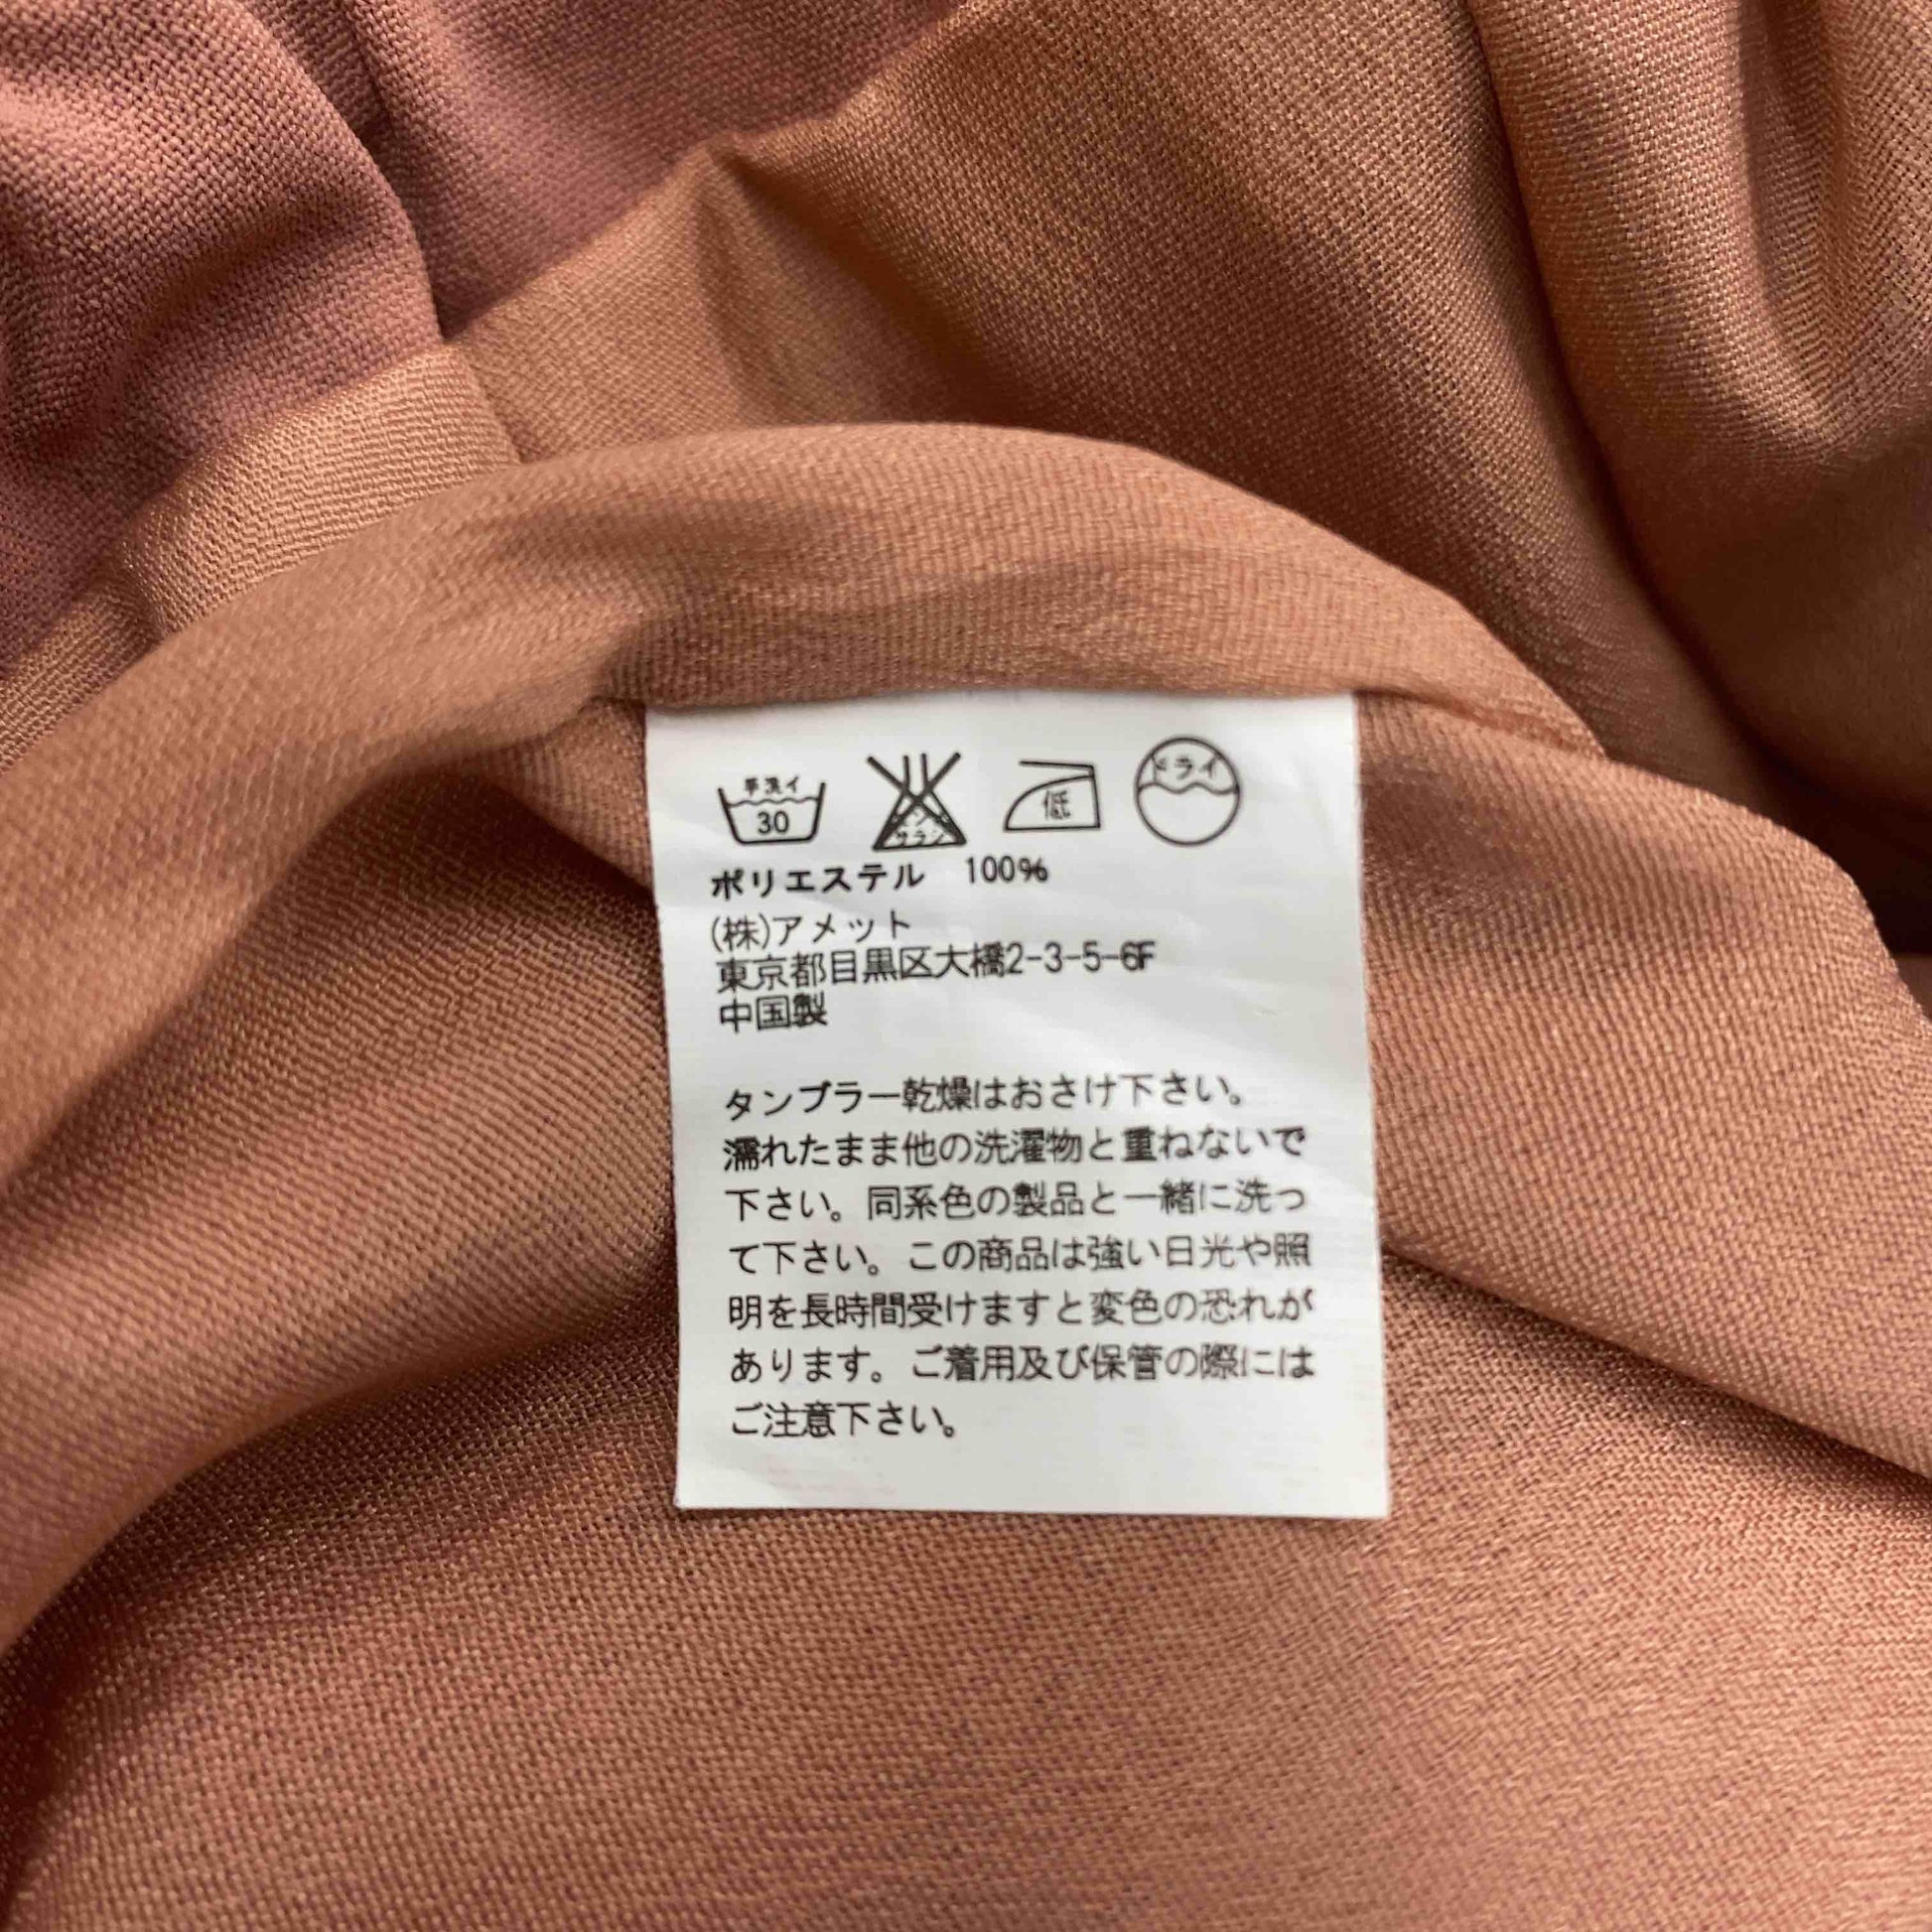 手洗イ
30
エンソ
サラシ
低
ドライ
ポリエステル 100%
(株)アメット
東京都目黒区大橋2-3-5-6F
中国製
タンブラー乾燥はおさけ下さい。
濡れたまま他の洗濯物と重ねないで
下さい。同系色の製品と一緒に洗っ
て下さい。この商品は強い日光や照
明を長時間受けますと変色の恐れが
あります。ご着用及び保管の際には
ご注意下さい。